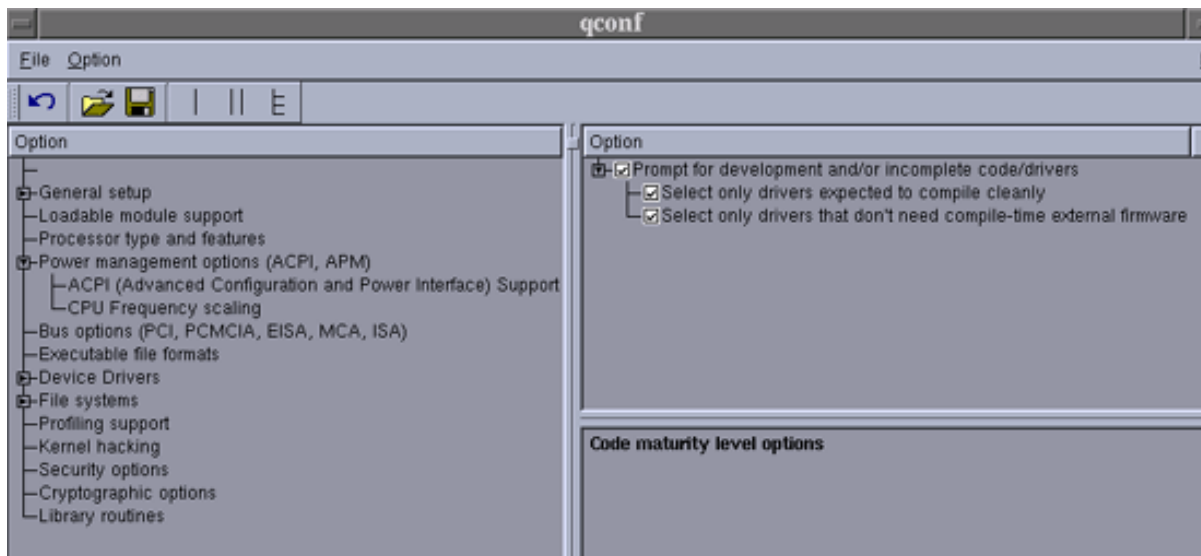 qconf
File Option
Option
General setup
Loadable module support
Processor type and features
Power management options (ACPI, APM)
ACPI (Advanced Configuration and Power Interface) Support
CPU Frequency scaling
Bus options (PCI, PCMCIA, EISA, MCA, ISA)
Executable file formats
Device Drivers
File systems
Profiling support
Kernel hacking
Security options
Cryptographic options
Library routines
Option
Prompt for development and/or incomplete code/drivers
Select only drivers expected to compile cleanly
Select only drivers that don't need compile-time external firmware
Code maturity level options